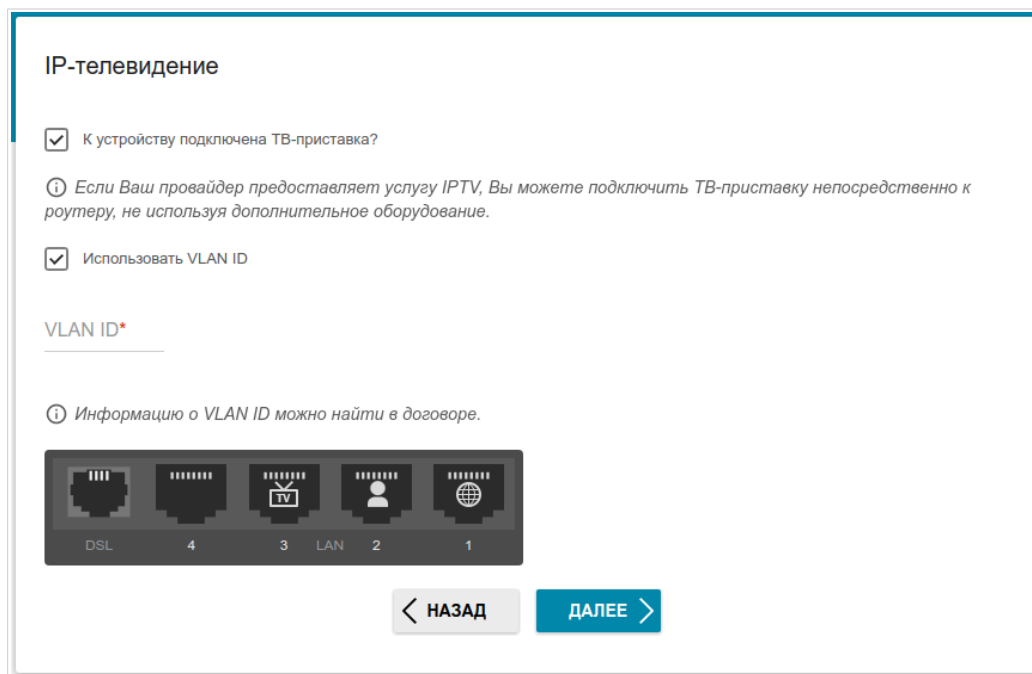 IP-телевидение
К устройству подключена ТВ-приставка?
Если Ваш провайдер предоставляет услугу IPTV, Вы можете подключить ТВ-приставку непосредственно к
роутеру, не используя дополнительное оборудование.
Использовать VLAN ID
VLAN ID*
Информацию о VLAN ID можно найти в договоре.
TV
DSL 4 3 LAN 2 1
НАЗАД ДАЛЕЕ